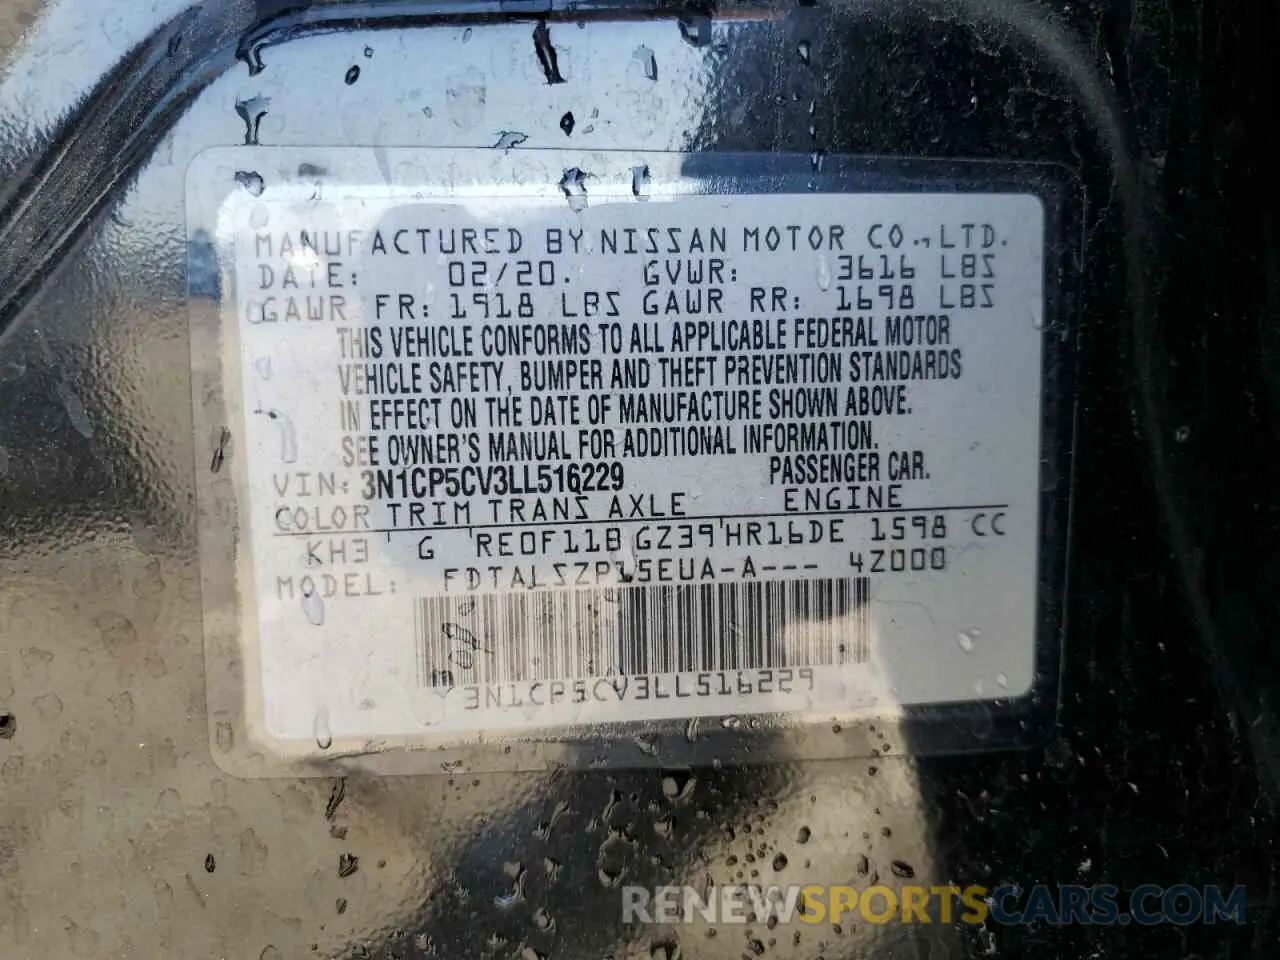 MANUFACTURED BY NISSAN MOTOR CO., LTD.
DATE: 02/20. GVWR: 3616 LBS
GAWR FR: 1918 LBS GAWR RR: 1698 LBS
THIS VEHICLE CONFORMS TO ALL APPLICABLE FEDERAL MOTOR
VEHICLE SAFETY, BUMPER AND THEFT PREVENTION STANDARDS
IN EFFECT ON THE DATE OF MANUFACTURE SHOWN ABOVE.
SEE OWNER'S MANUAL FOR ADDITIONAL INFORMATION.
VIN: 3N1CP5CV3LL516229 PASSENGER CAR.
COLOR TRIM TRANS AXLE ENGINE
KH3 G RE0F11B GZ39 HR16DE 1598 CC
MODEL: FDTALSZP15EUA-A--- 4Z000
3N1CP5CV3LL516229
RENEWSPORTSCARS.COM